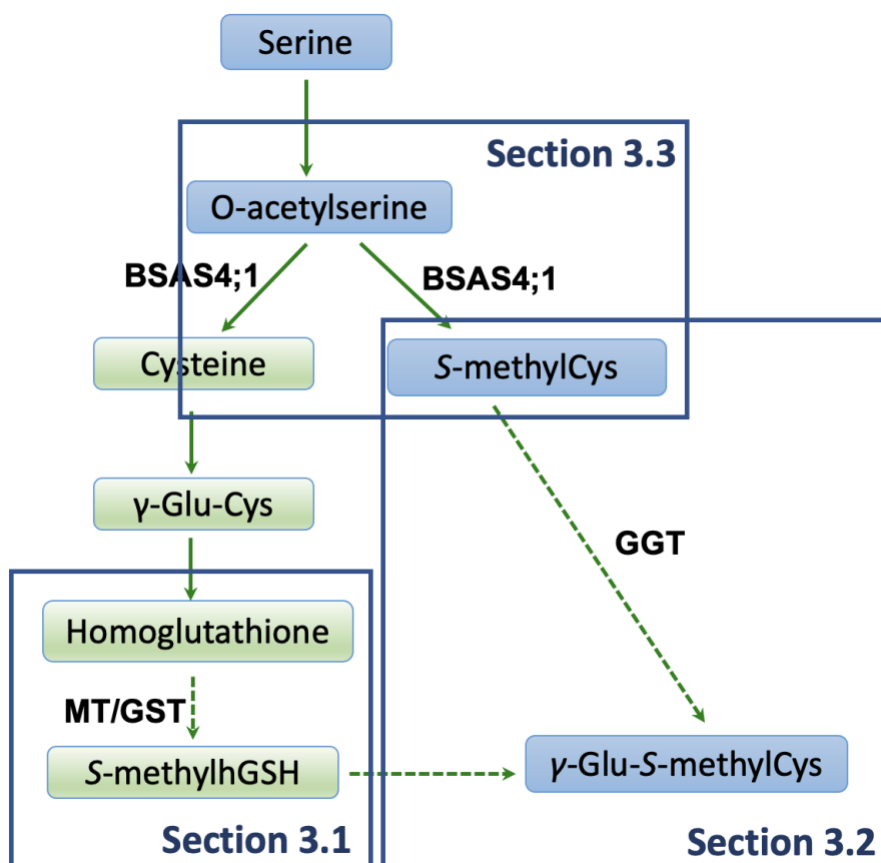 Serine
Section 3.3
O-acetylserine
BSAS4;1
BSAS4;1
Cysteine
S-methylCys
γ-Glu-Cys
GGT
Homoglutathione
MT/GST
S-methylhGSH
γ-Glu-S-methylCys
Section 3.1
Section 3.2